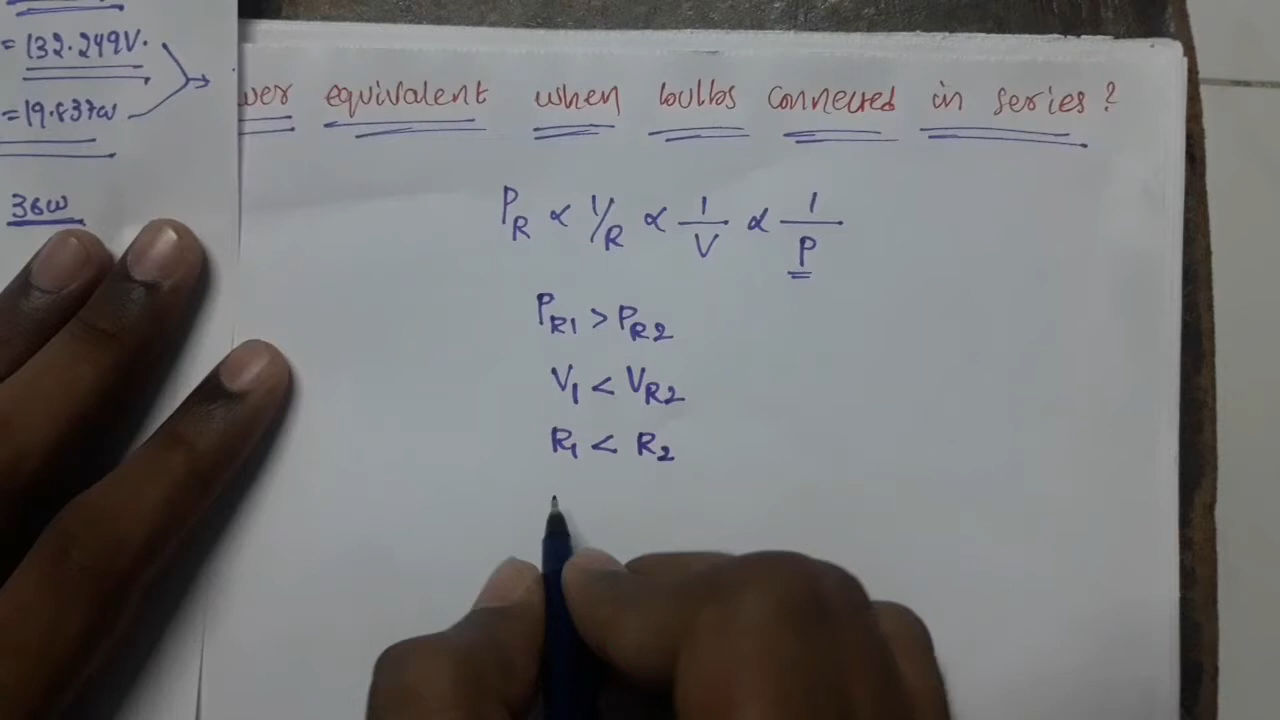 = 132.249V.
= 19.837W
36W
wer equivalent when bulbs connected in series?
PR ∝ 1/R ∝ 1/V ∝ 1/P
PR1 > PR2
V1 < VR2
R1 < R2